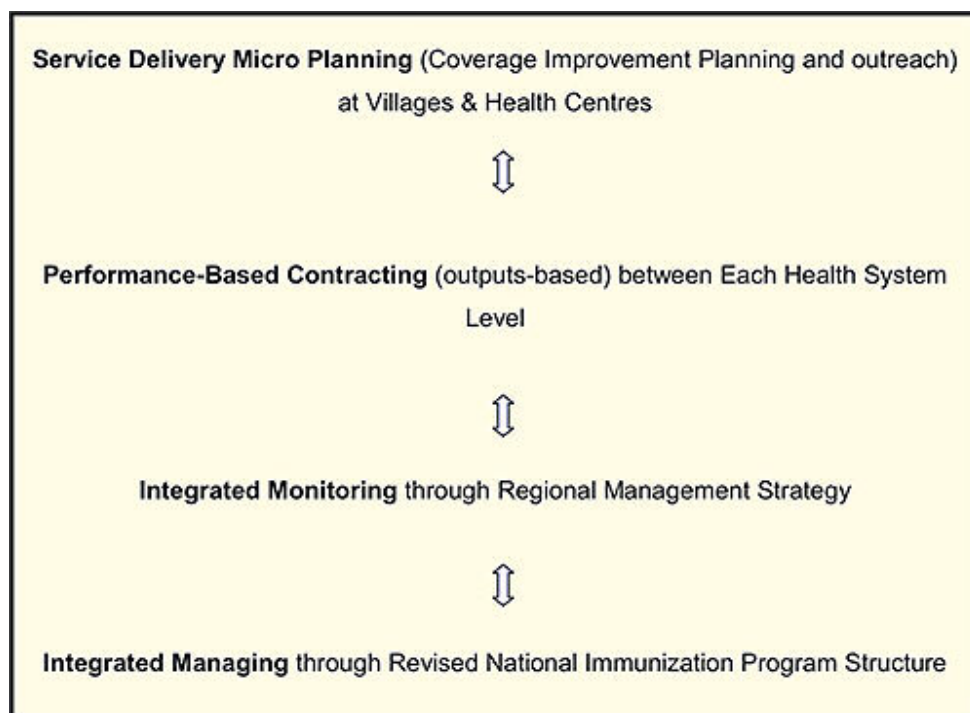 Service Delivery Micro Planning (Coverage Improvement Planning and outreach)
at Villages & Health Centres
Performance-Based Contracting (outputs-based) between Each Health System
Level
Integrated Monitoring through Regional Management Strategy
Integrated Managing through Revised National Immunization Program Structure